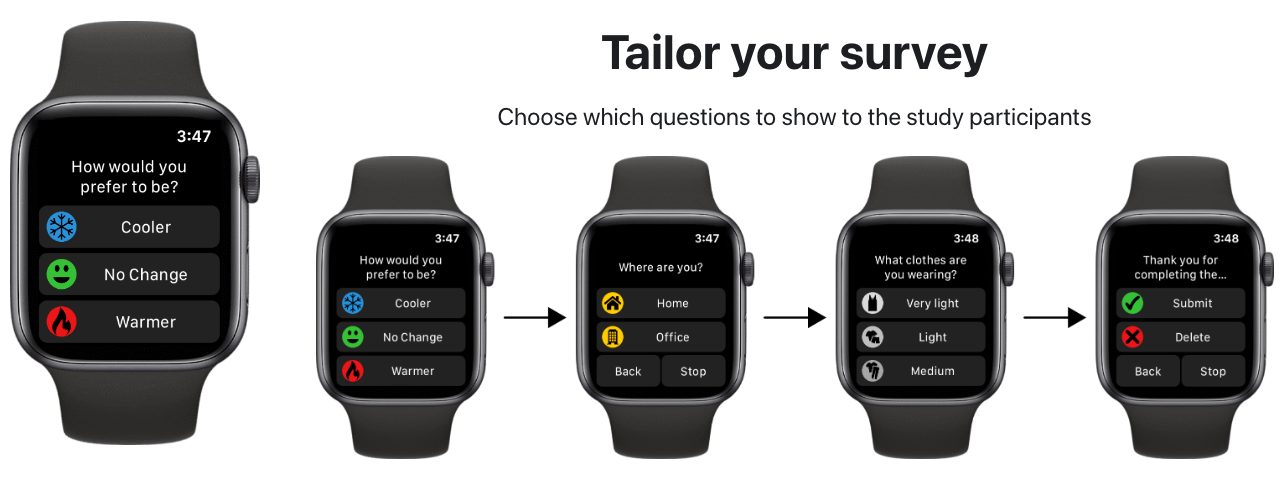 3:47
How would you
prefer to be?
Cooler
No Change
Warmer
Tailor your survey
Choose which questions to show to the study participants
3:47
How would you
prefer to be?
Cooler
No Change
Warmer
3:47
Where are you?
Home
Office
Back Stop
3:48
What clothes are
you wearing?
Very light
Light
Medium
3:48
Thank you for
completing the...
Submit
Delete
Back Stop